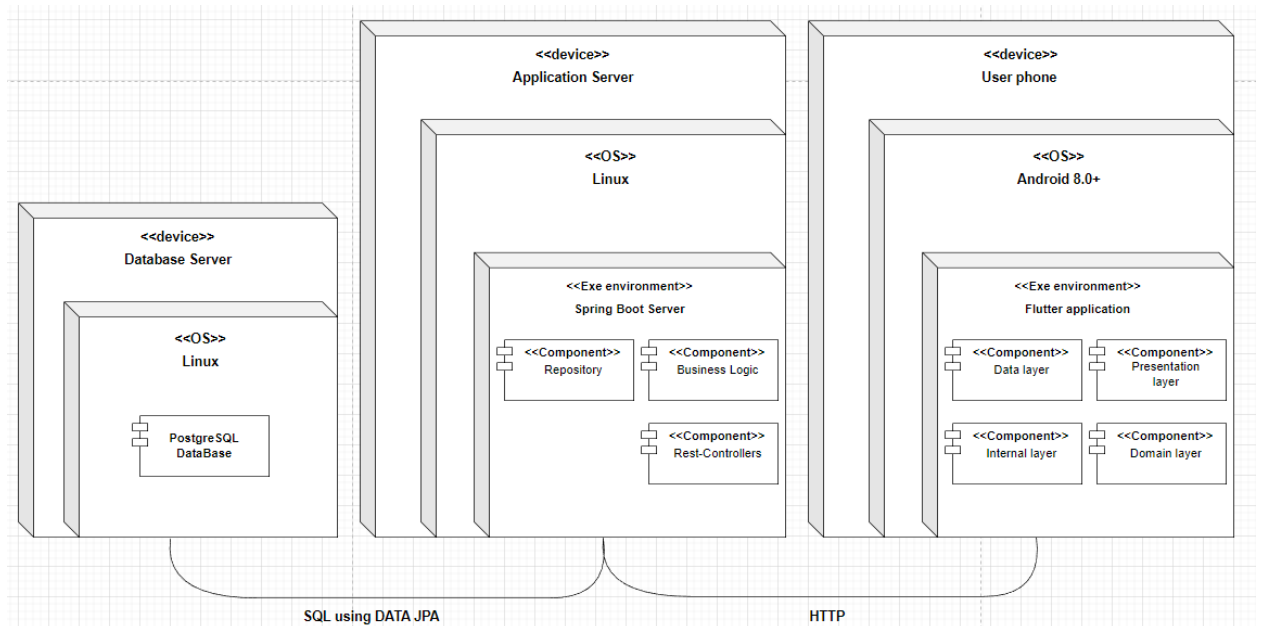 <<device>>
Database Server
<<OS>>
Linux
PostgreSQL
DataBase
<<device>>
Application Server
<<OS>>
Linux
<<Exe environment>>
Spring Boot Server
<<Component>>
Repository
<<Component>>
Business Logic
<<Component>>
Rest-Controllers
<<device>>
User phone
<<OS>>
Android 8.0+
<<Exe environment>>
Flutter application
<<Component>>
Data layer
<<Component>>
Presentation
layer
<<Component>>
Internal layer
<<Component>>
Domain layer
SQL using DATA JPA
HTTP